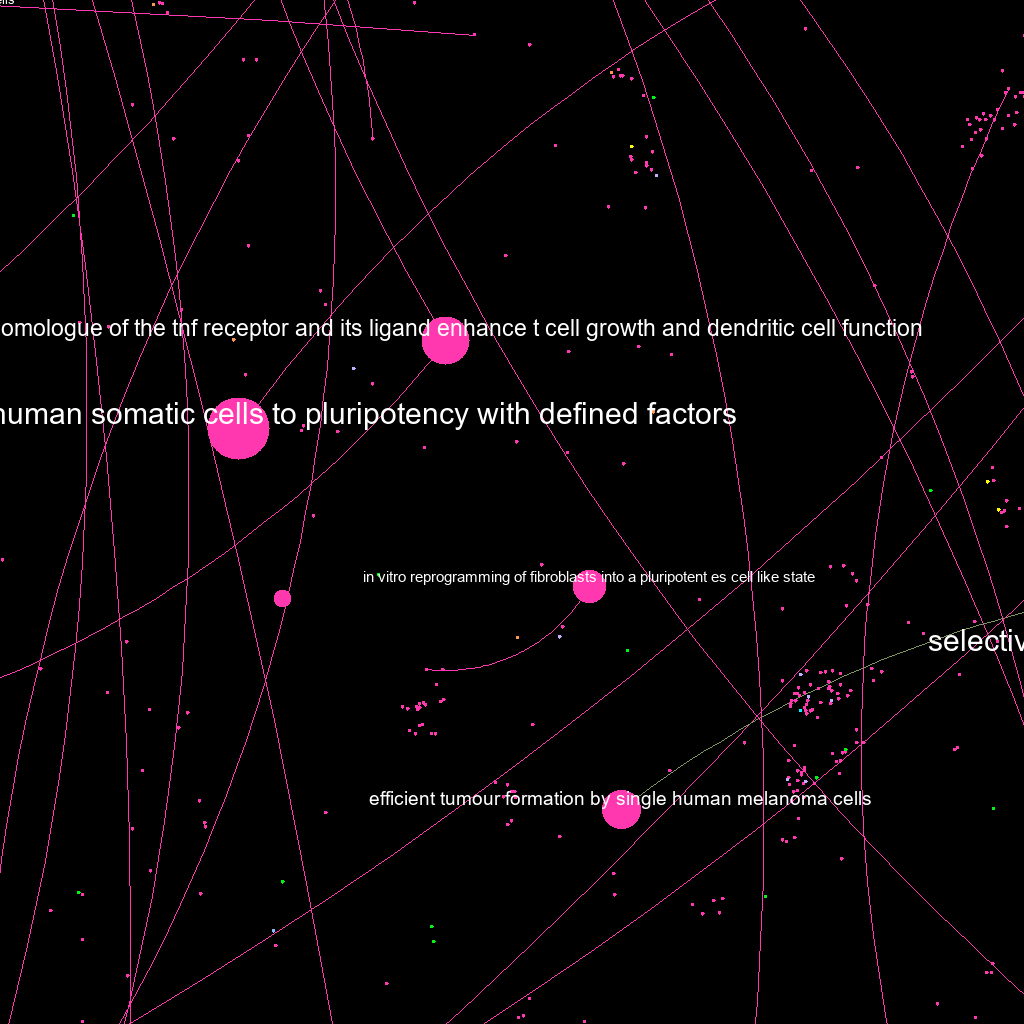 omologue of the tnf receptor and its ligand enhance t cell growth and dendritic cell function
human somatic cells to pluripotency with defined factors
in vitro reprogramming of fibroblasts into a pluripotent es cell like state
selectiv
efficient tumour formation by single human melanoma cells